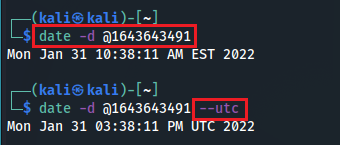 ┌──(kali㉿kali)-[~]
└─$ date -d @1643643491
Mon Jan 31 10:38:11 AM EST 2022
┌──(kali㉿kali)-[~]
└─$ date -d @1643643491 --utc
Mon Jan 31 03:38:11 PM UTC 2022